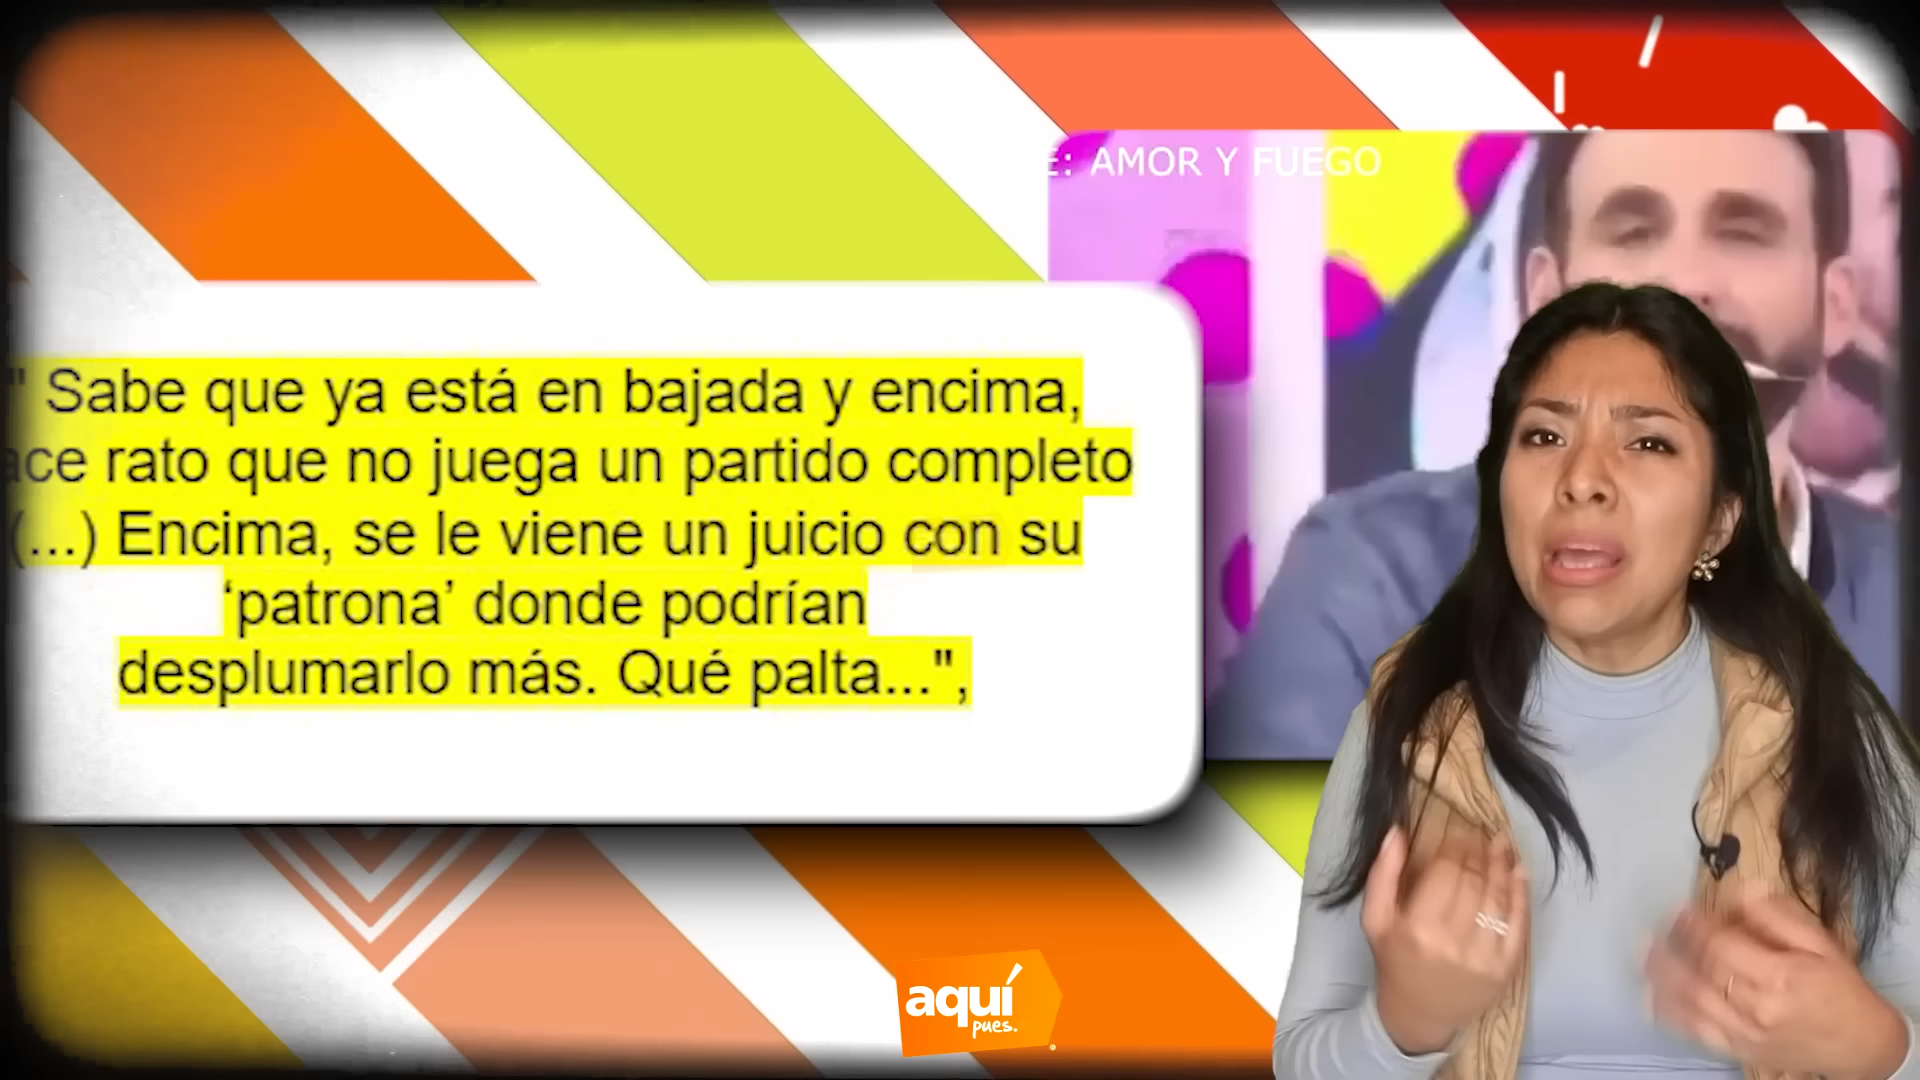 : AMOR Y FUEGO
" Sabe que ya está en bajada y encima,
ace rato que no juega un partido completo
(...) Encima, se le viene un juicio con su
‘patrona’ donde podrían
desplumarlo más. Qué palta...",
aquí
pues.